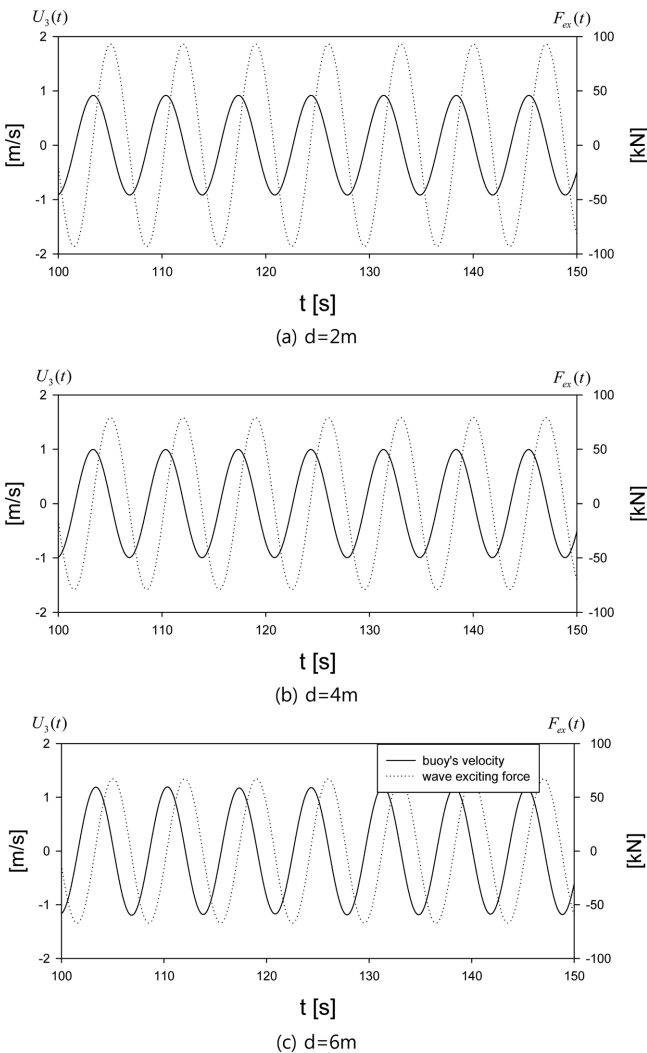 U₃(t) F_ex(t)
2 100
1 50
[m/s] 0 0 [kN]
-1 -50
-2 -100
100 110 120 130 140 150
t [s]
(a) d=2m
U₃(t) F_ex(t)
2 100
1 50
[m/s] 0 0 [kN]
-1 -50
-2 -100
100 110 120 130 140 150
t [s]
(b) d=4m
U₃(t) F_ex(t)
2 100
buoy's velocity
wave exciting force
1 50
[m/s] 0 0 [kN]
-1 -50
-2 -100
100 110 120 130 140 150
t [s]
(c) d=6m